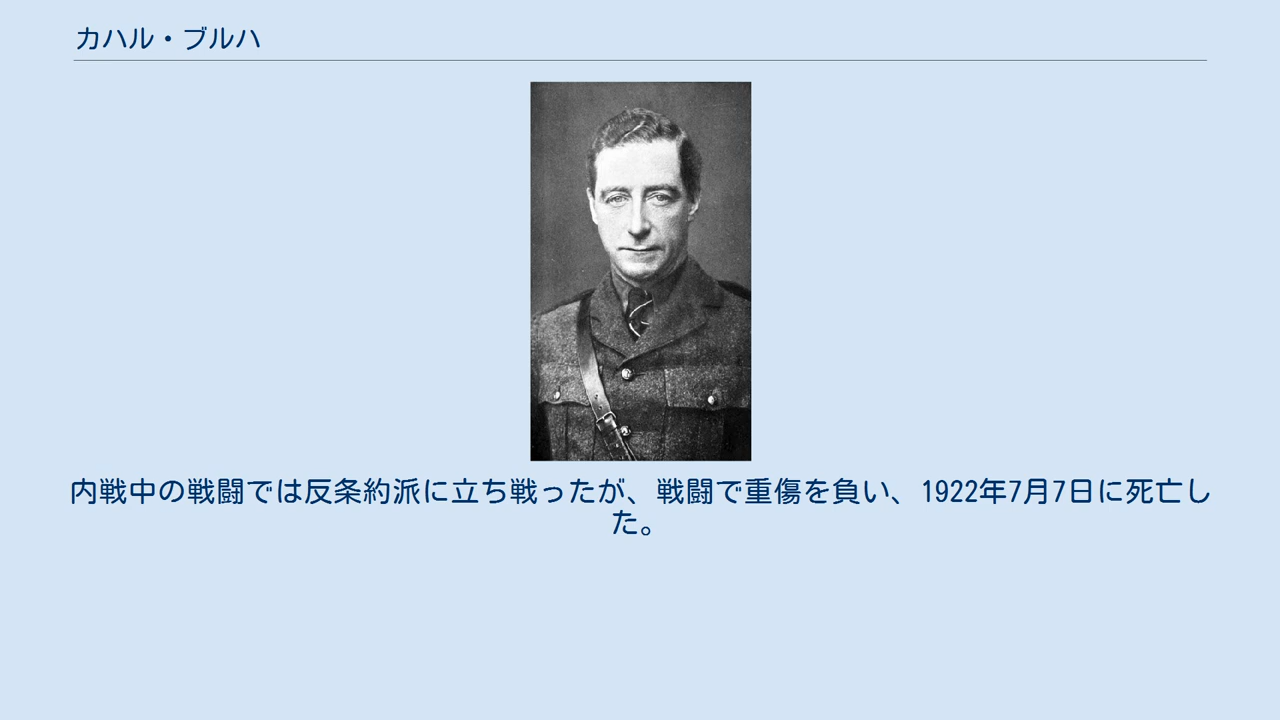 カハル・ブルハ
内戦中の戦闘では反条約派に立ち戦ったが、戦闘で重傷を負い、1922年7月7日に死亡し
た。